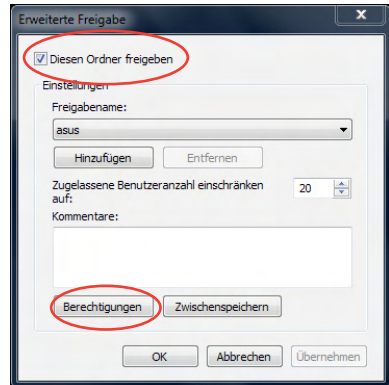 Erweiterte Freigabe
x
Diesen Ordner freigeben
Einstellungen
Freigabename:
asus
Hinzufügen Entfernen
Zugelassene Benutzeranzahl einschränken 20
auf:
Kommentare:
Berechtigungen Zwischenspeichern
OK Abbrechen Übernehmen